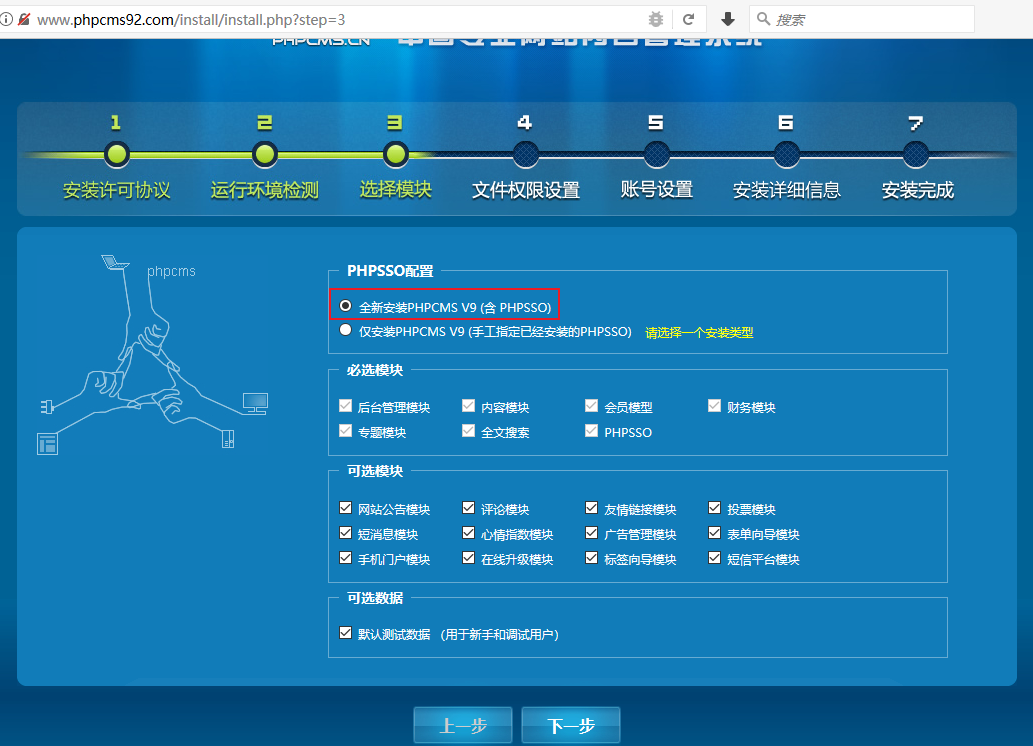 www.phpcms92.com/install/install.php?step=3
搜索
1 2 3 4 5 6 7
安装许可协议 运行环境检测 选择模块 文件权限设置 账号设置 安装详细信息 安装完成
phpcms
PHPSSO配置
全新安装PHPCMS V9 (含 PHPSSO)
仅安装PHPCMS V9 (手工指定已经安装的PHPSSO) 请选择一个安装类型
必选模块
后台管理模块 内容模块 会员模型 财务模块
专题模块 全文搜索 PHPSSO
可选模块
网站公告模块 评论模块 友情链接模块 投票模块
短消息模块 心情指数模块 广告管理模块 表单向导模块
手机门户模块 在线升级模块 标签向导模块 短信平台模块
可选数据
默认测试数据 (用于新手和调试用户)
上一步 下一步